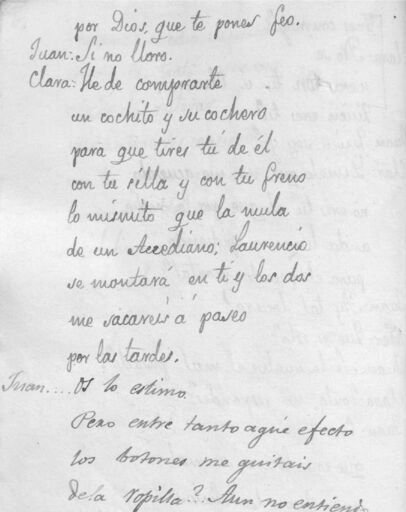 por Dios, que te pones feo.
Juan: Si no lloro.
Clara: He de comprarte
un cochito y su cochero
para que tires tú de él
con tu silla y con tu freno
lo mismito que la mula
de un Arcediano; Laurencio
se montará en ti y los dos
me sacareis á paseo
por las tardes.
Juan.... Os lo estimo
Pero entre tanto aqué efecto
los botones me quitais
de la ropilla? Aun no entiendo